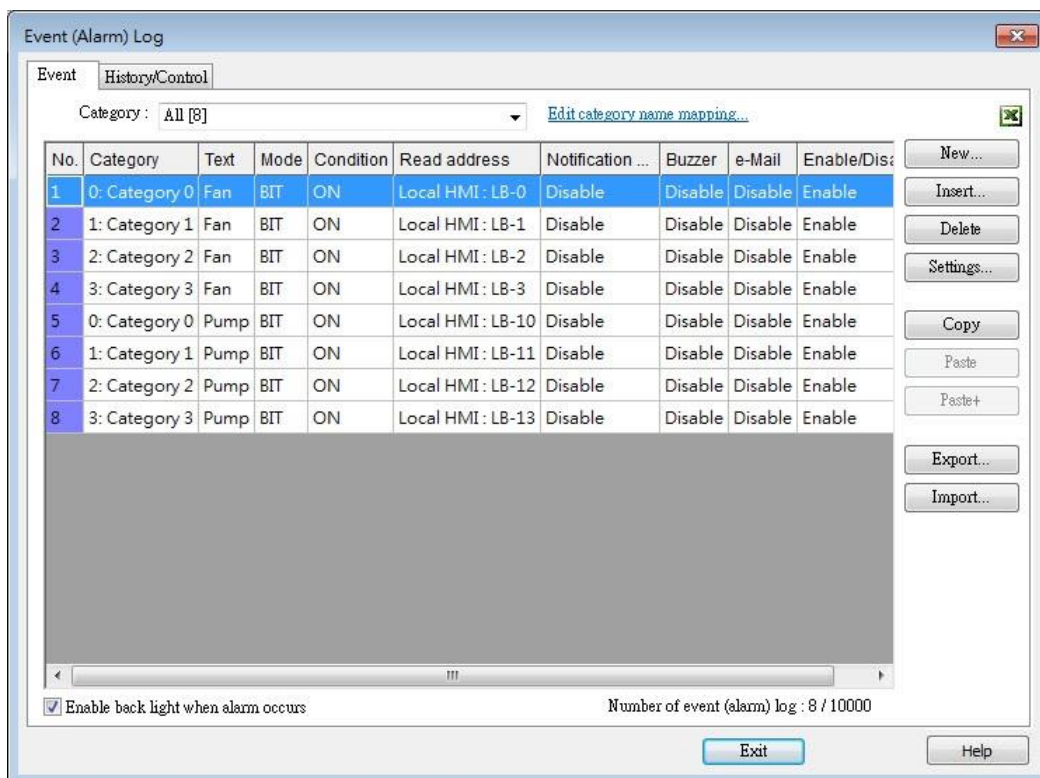 Event (Alarm) Log
Event History/Control
Category : All [8] Edit category name mapping...
No. Category Text Mode Condition Read address Notification ... Buzzer e-Mail Enable/Disa
1 0: Category 0 Fan BIT ON Local HMI : LB-0 Disable Disable Disable Enable
2 1: Category 1 Fan BIT ON Local HMI : LB-1 Disable Disable Disable Enable
3 2: Category 2 Fan BIT ON Local HMI : LB-2 Disable Disable Disable Enable
4 3: Category 3 Fan BIT ON Local HMI : LB-3 Disable Disable Disable Enable
5 0: Category 0 Pump BIT ON Local HMI : LB-10 Disable Disable Disable Enable
6 1: Category 1 Pump BIT ON Local HMI : LB-11 Disable Disable Disable Enable
7 2: Category 2 Pump BIT ON Local HMI : LB-12 Disable Disable Disable Enable
8 3: Category 3 Pump BIT ON Local HMI : LB-13 Disable Disable Disable Enable
New...
Insert...
Delete
Settings...
Copy
Paste
Paste+
Export...
Import...
Enable back light when alarm occurs Number of event (alarm) log : 8 / 10000
Exit Help